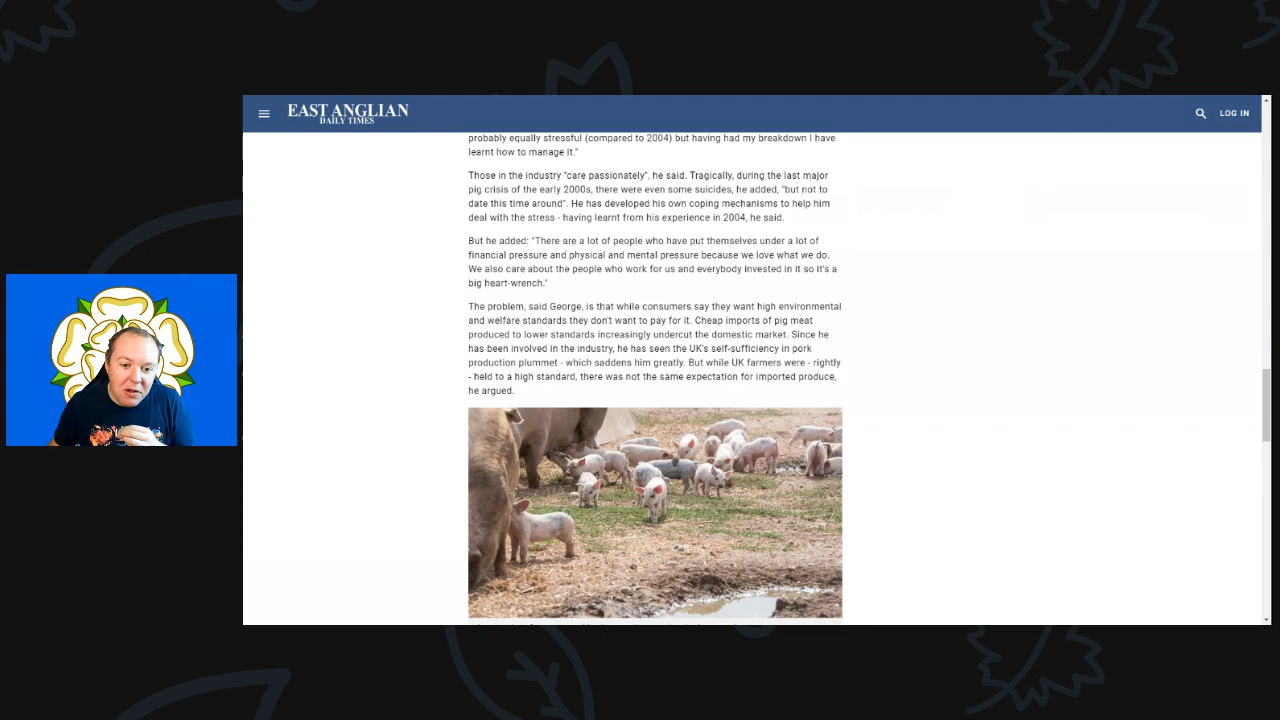 EAST ANGLIAN
DAILY TIMES
LOG IN
probably equally stressful (compared to 2004) but having had my breakdown I have
learnt how to manage it."
Those in the industry "care passionately", he said. Tragically, during the last major
pig crisis of the early 2000s, there were even some suicides, he added, "but not to
date this time around". He has developed his own coping mechanisms to help him
deal with the stress - having learnt from his experience in 2004, he said.
But he added: "There are a lot of people who have put themselves under a lot of
financial pressure and physical and mental pressure because we love what we do.
We also care about the people who work for us and everybody invested in it so it's a
big heart-wrench."
The problem, said George, is that while consumers say they want high environmental
and welfare standards they don't want to pay for it. Cheap imports of pig meat
produced to lower standards increasingly undercut the domestic market. Since he
has been involved in the industry, he has seen the UK's self-sufficiency in pork
production plummet - which saddens him greatly. But while UK farmers were - rightly
- held to a high standard, there was not the same expectation for imported produce,
he argued.